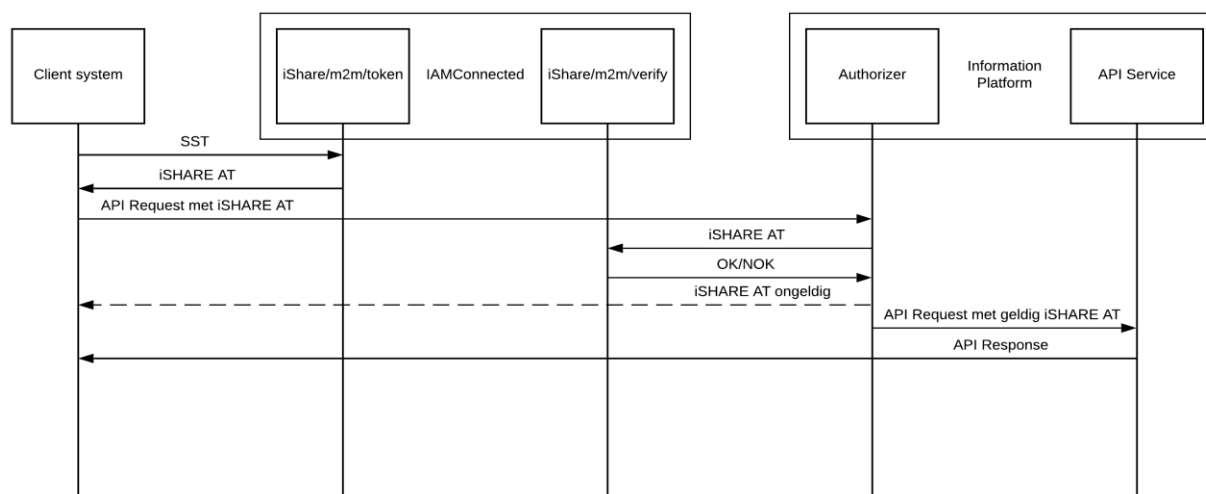 Client system
iShare/m2m/token
IAMConnected
iShare/m2m/verify
Authorizer
Information
Platform
API Service
SST
iSHARE AT
API Request met iSHARE AT
iSHARE AT
OK/NOK
iSHARE AT ongeldig
API Request met geldig iSHARE AT
API Response